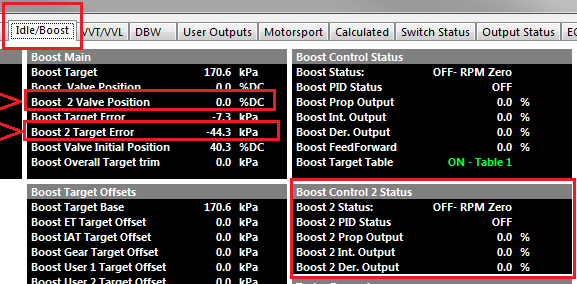 Idle/Boost VVT/VVL DBW User Outputs Motorsport Calculated Switch Status Output Status
Boost Main
Boost Target 170.6 kPa
Boost Valve Position 0.0 %DC
Boost 2 Valve Position 0.0 %DC
Boost Target Error -7.3 kPa
Boost 2 Target Error -44.3 kPa
Boost Valve Initial Position 40.3 %DC
Boost Overall Target trim 0.0 kPa
Boost Control Status
Boost Status: OFF- RPM Zero
Boost PID Status OFF
Boost Prop Output 0.0 %
Boost Int. Output 0.0 %
Boost Der. Output 0.0 %
Boost FeedForward 0.0 %
Boost Target Table ON - Table 1
Boost Target Offsets
Boost Target Base 170.6 kPa
Boost ET Target Offset 0.0 kPa
Boost IAT Target Offset 0.0 kPa
Boost Gear Target Offset 0.0 kPa
Boost User 1 Target Offset 0.0 kPa
Boost User 2 Target Offset 0.0 kPa
Boost Control 2 Status
Boost 2 Status: OFF- RPM Zero
Boost 2 PID Status OFF
Boost 2 Prop Output 0.0 %
Boost 2 Int. Output 0.0 %
Boost 2 Der. Output 0.0 %